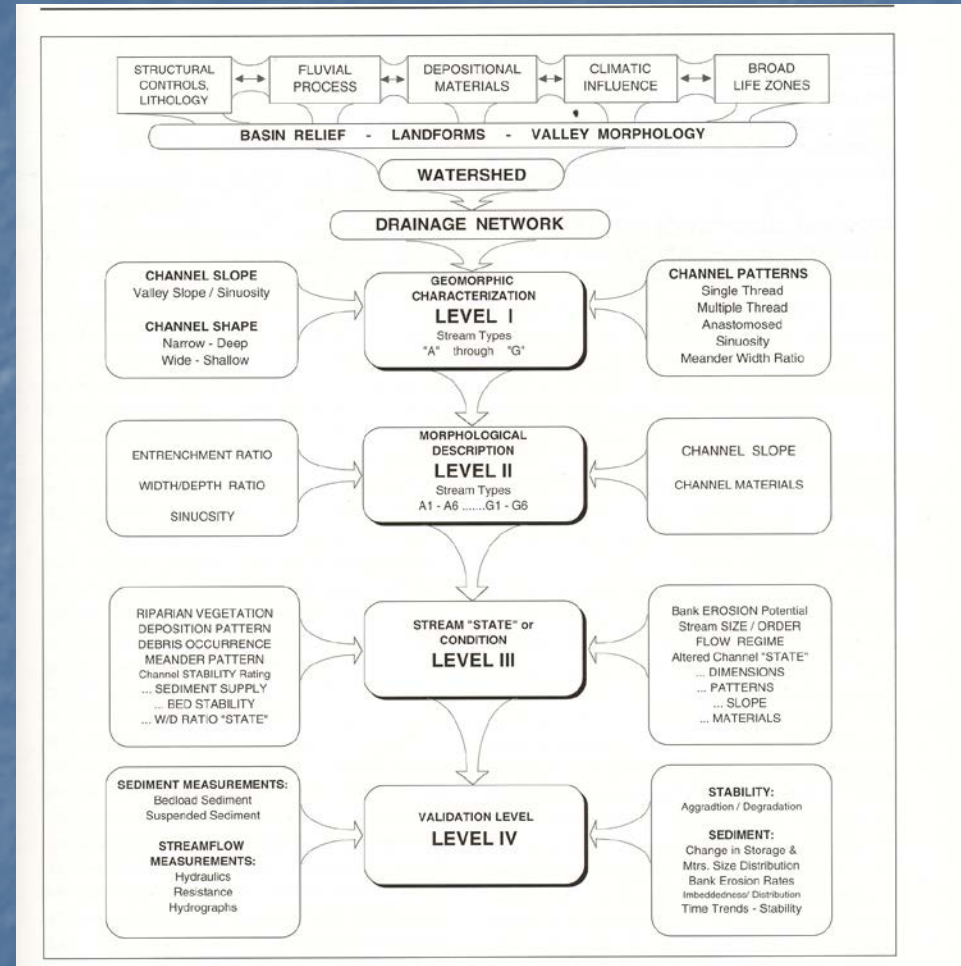 STRUCTURAL
CONTROLS,
LITHOLOGY
FLUVIAL
PROCESS
DEPOSITIONAL
MATERIALS
CLIMATIC
INFLUENCE
BROAD
LIFE ZONES
BASIN RELIEF - LANDFORMS - VALLEY MORPHOLOGY
WATERSHED
DRAINAGE NETWORK
CHANNEL SLOPE
Valley Slope / Sinuosity
CHANNEL SHAPE
Narrow - Deep
Wide - Shallow
GEOMORPHIC
CHARACTERIZATION
LEVEL I
Stream Types
"A" through "G"
CHANNEL PATTERNS
Single Thread
Multiple Thread
Anastomosed
Sinuosity
Meander Width Ratio
ENTRENCHMENT RATIO
WIDTH/DEPTH RATIO
SINUOSITY
MORPHOLOGICAL
DESCRIPTION
LEVEL II
Stream Types
A1 - A6 .......G1 - G6
CHANNEL SLOPE
CHANNEL MATERIALS
RIPARIAN VEGETATION
DEPOSITION PATTERN
DEBRIS OCCURRENCE
MEANDER PATTERN
Channel STABILITY Rating
... SEDIMENT SUPPLY
... BED STABILITY
... W/D RATIO "STATE"
STREAM "STATE" or
CONDITION
LEVEL III
Bank EROSION Potential
Stream SIZE / ORDER
FLOW REGIME
Altered Channel "STATE"
... DIMENSIONS
... PATTERNS
... SLOPE
... MATERIALS
SEDIMENT MEASUREMENTS:
Bedload Sediment
Suspended Sediment
STREAMFLOW
MEASUREMENTS:
Hydraulics
Resistance
Hydrographs
VALIDATION LEVEL
LEVEL IV
STABILITY:
Aggradtion / Degradation
SEDIMENT:
Change in Storage &
Mtrs. Size Distribution
Bank Erosion Rates
Imbeddedness/ Distribution
Time Trends - Stability